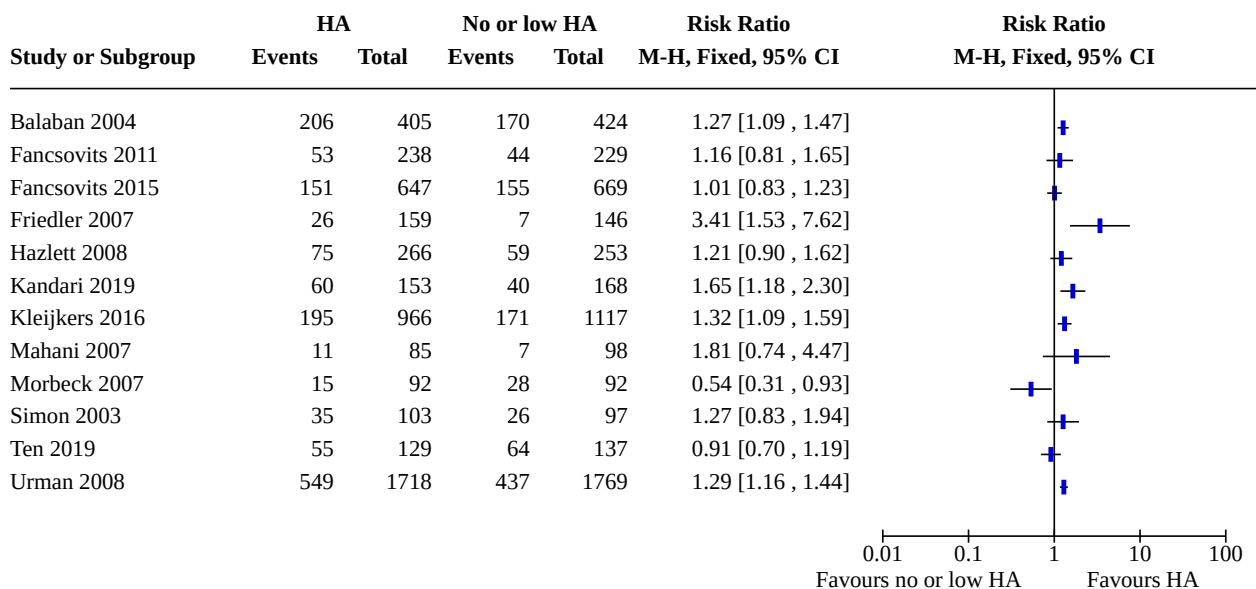 HA No or low HA Risk Ratio Risk Ratio
Study or Subgroup Events Total Events Total M-H, Fixed, 95% CI M-H, Fixed, 95% CI
Balaban 2004 206 405 170 424 1.27 [1.09 , 1.47]
Fancsovits 2011 53 238 44 229 1.16 [0.81 , 1.65]
Fancsovits 2015 151 647 155 669 1.01 [0.83 , 1.23]
Friedler 2007 26 159 7 146 3.41 [1.53 , 7.62]
Hazlett 2008 75 266 59 253 1.21 [0.90 , 1.62]
Kandari 2019 60 153 40 168 1.65 [1.18 , 2.30]
Kleijkers 2016 195 966 171 1117 1.32 [1.09 , 1.59]
Mahani 2007 11 85 7 98 1.81 [0.74 , 4.47]
Morbeck 2007 15 92 28 92 0.54 [0.31 , 0.93]
Simon 2003 35 103 26 97 1.27 [0.83 , 1.94]
Ten 2019 55 129 64 137 0.91 [0.70 , 1.19]
Urman 2008 549 1718 437 1769 1.29 [1.16 , 1.44]
0.01 0.1 1 10 100
Favours no or low HA Favours HA